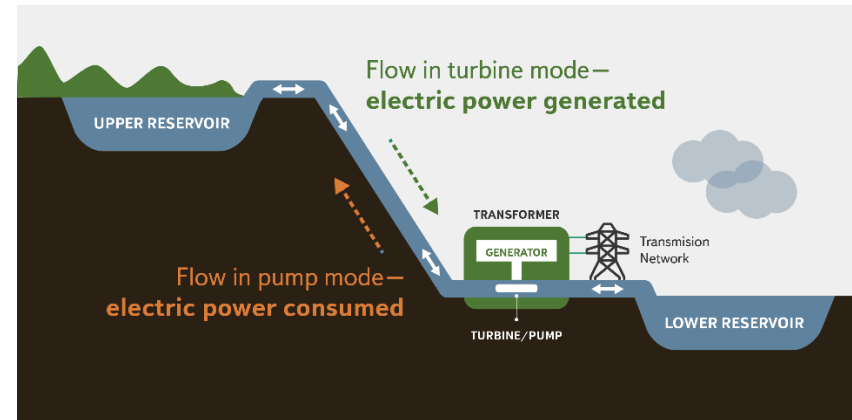 Flow in turbine mode—
electric power generated
UPPER RESERVOIR
TRANSFORMER
GENERATOR
Transmision
Network
Flow in pump mode—
electric power consumed
TURBINE/PUMP
LOWER RESERVOIR